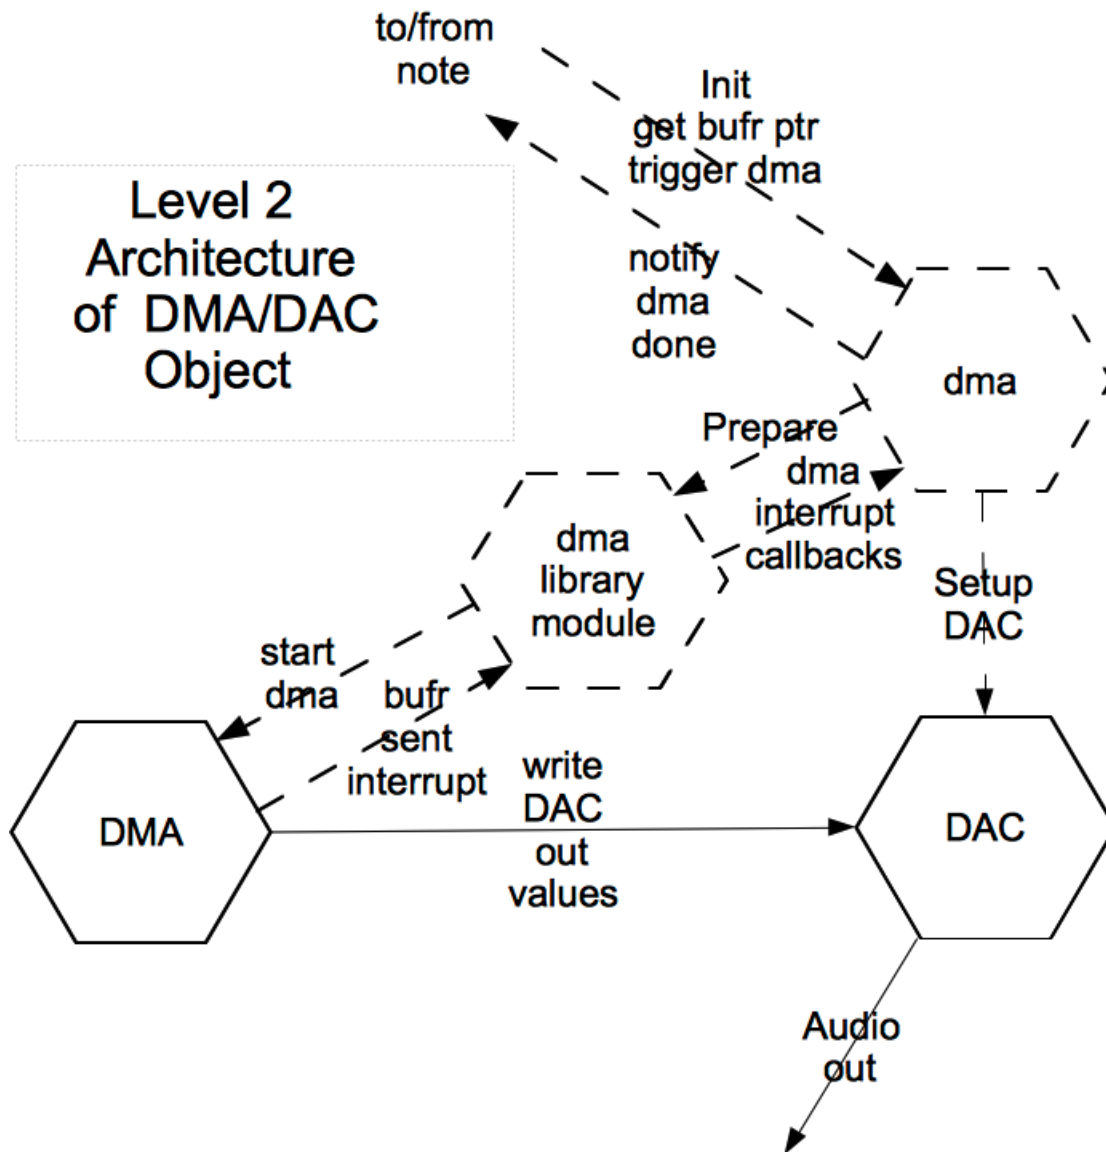 to/from
note
Init
get bufr ptr
trigger dma
Level 2
Architecture
of DMA/DAC
Object
notify
dma
done
dma
Prepare
dma
interrupt
callbacks
dma
library
module
Setup
DAC
start
dma
bufr
sent
interrupt
write
DAC
out
values
DMA
DAC
Audio
out